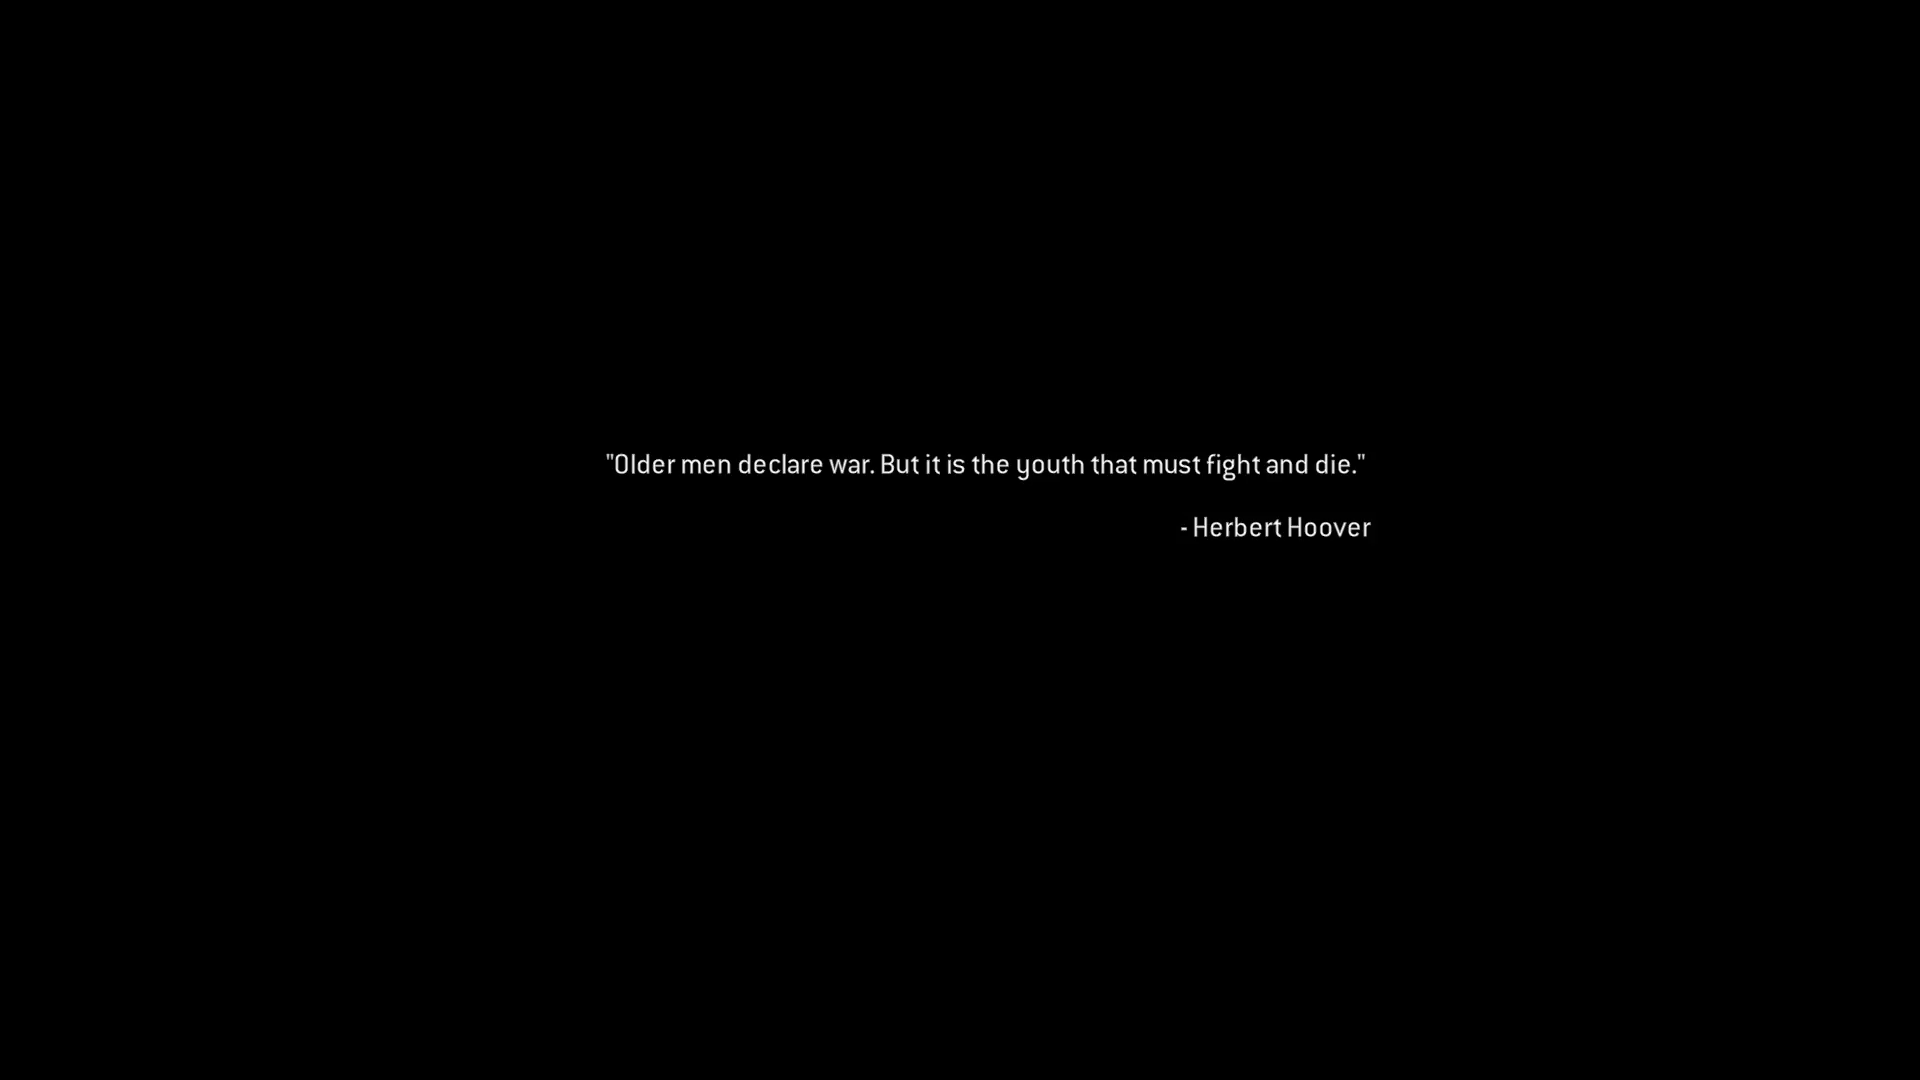 "Older men declare war. But it is the youth that must fight and die."
- Herbert Hoover